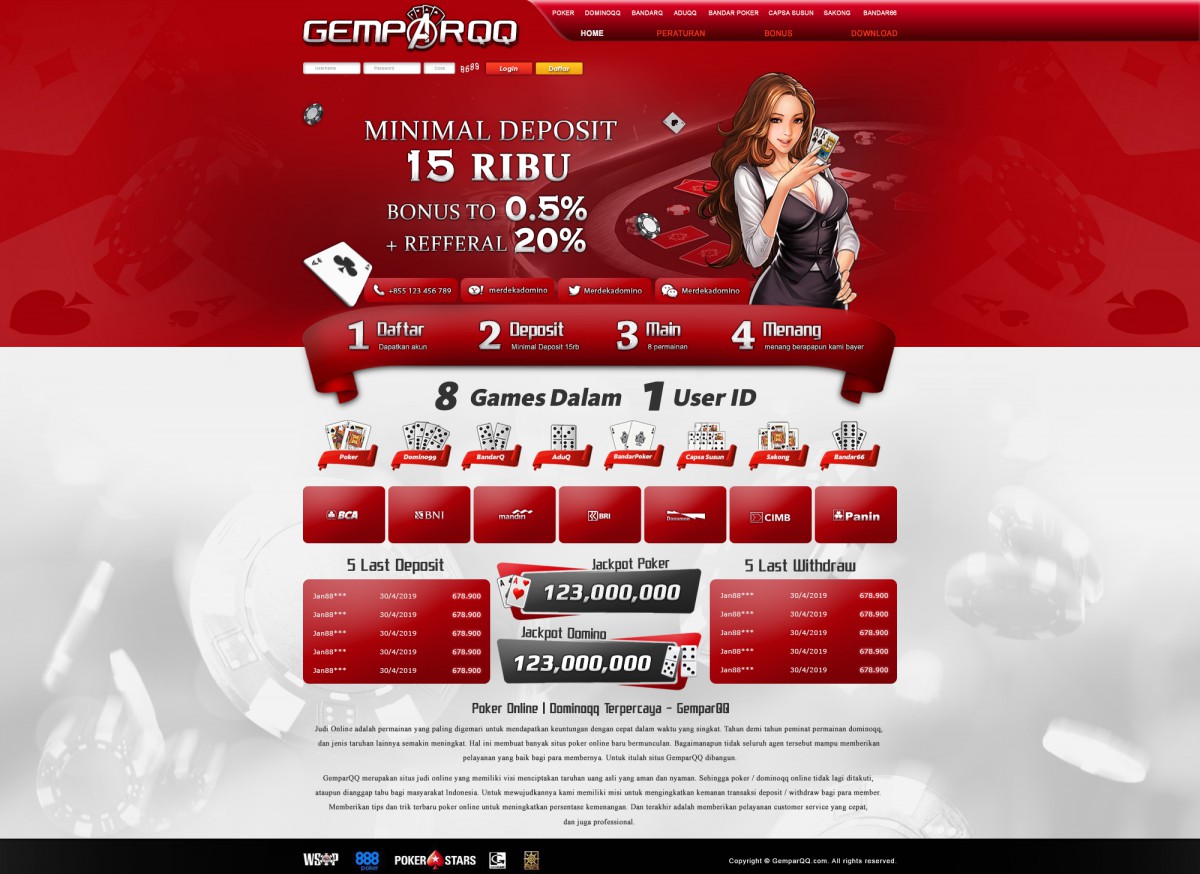 GEMPARQQ
POKER DOMINOQQ BANDARQ ADUQQ BANDAR POKER CAPSA SUSUN SAKONG BANDAR66
HOME PERATURAN BONUS DOWNLOAD
Username Password Code 8689 Login Daftar
MINIMAL DEPOSIT
15 RIBU
BONUS TO 0.5%
+ REFFERAL 20%
+855 123 456 789 merdekadomino Merdekadomino Merdekadomino
1 Daftar 2 Deposit 3 Main 4 Menang
Dapatkan akun Minimal Deposit 15rb 8 permainan menang berapapun kami bayer
8 Games Dalam 1 User ID
Poker Domino99 BandarQ AduQ BandarPoker Capsa Susun Sakong Bandar66
BCA BNI mandiri BRI Danamon CIMB Panin
5 Last Deposit
Jan88*** 30/4/2019 678.900
Jan88*** 30/4/2019 678.900
Jan88*** 30/4/2019 678.900
Jan88*** 30/4/2019 678.900
Jan88*** 30/4/2019 678.900
Jackpot Poker
123,000,000
Jackpot Domino
123,000,000
5 Last Withdraw
Jan88*** 30/4/2019 678.900
Jan88*** 30/4/2019 678.900
Jan88*** 30/4/2019 678.900
Jan88*** 30/4/2019 678.900
Jan88*** 30/4/2019 678.900
Poker Online | Dominoqq Terpercaya - GemparQQ
Judi Online adalah permainan yang paling digemari untuk mendapatkan keuntungan dengan cepat dalam waktu yang singkat. Tahun demi tahun peminat permainan dominoqq,
dan jenis taruhan lainnya semakin meningkat. Hal ini membuat banyak situs poker online baru bermunculan. Bagaimanapun tidak seluruh agen tersebut mampu memberikan
pelayanan yang baik bagi para membernya. Untuk itulah situs GemparQQ dibangun.
GemparQQ merupakan situs judi online yang memiliki visi menciptakan taruhan uang asli yang aman dan nyaman. Sehingga poker / dominoqq online tidak lagi ditakuti,
ataupun dianggap tabu bagi masyarakat Indonesia. Untuk mewujudkannya kami memiliki misi untuk mengingkatkan kemanan transaksi deposit / withdraw bagi para member.
Memberikan tips dan trik terbaru poker online untuk meningkatkan persentase kemenangan. Dan terakhir adalah memberikan pelayanan customer service yang cepat,
dan juga professional.
WSOP 888 poker POKERSTARS
Copyright © GemparQQ.com. All rights reserved.